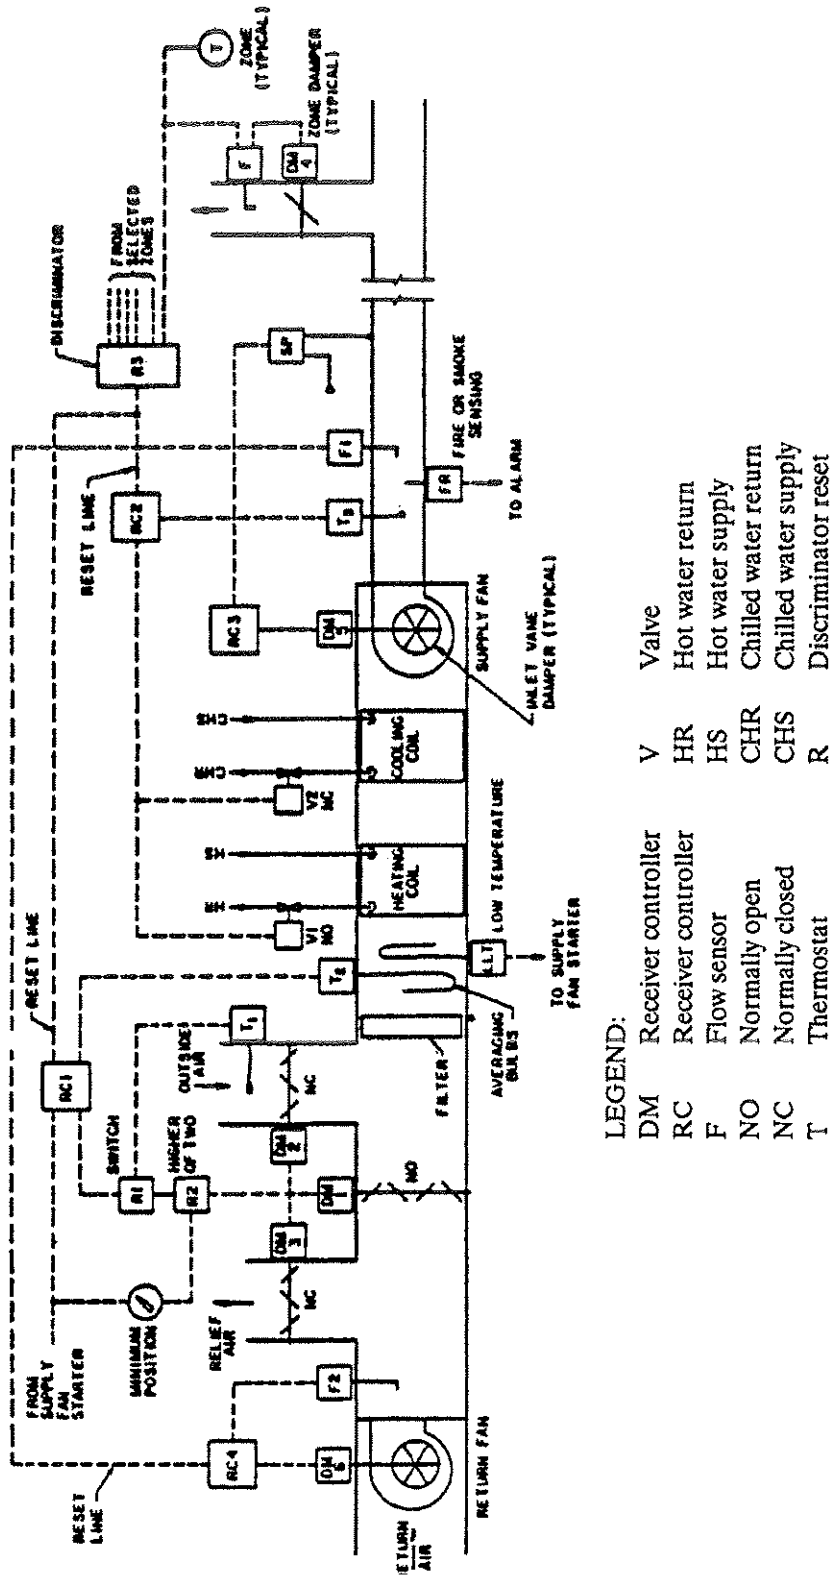 RESET LINE
FROM SUPPLY
FAN
STARTER
MINIMUM
POSITION
SWITCH
HIGHER
OF TWO
R1
R2
RC1
RESET LINE
RESET LINE
RC2
DISCRIMINATOR
R3
FROM
SELECTED
ZONES
T
ZONE
(TYPICAL)
F
DM
4
ZONE DAMPER
(TYPICAL)
RC4
DM
6
F2
RELIEF
AIR
NC
DM
3
DM
2
DM
1
NO
NC
OUTSIDE
AIR
T1
T2
V1
NO
HR
HS
V2
NC
CHR
CHS
RC3
DM
5
T3
F1
SP
RETURN
AIR
RETURN FAN
FILTER
AVERAGING
BULBS
LLT
LOW TEMPERATURE
TO SUPPLY
FAN STARTER
HEATING
COIL
COOLING
COIL
SUPPLY FAN
INLET VANE
DAMPER (TYPICAL)
FR
FIRE OR SMOKE
SENSING
TO ALARM
LEGEND:
DM Receiver controller
RC Receiver controller
F Flow sensor
NO Normally open
NC Normally closed
T Thermostat
V Valve
HR Hot water return
HS Hot water supply
CHR Chilled water return
CHS Chilled water supply
R Discriminator reset